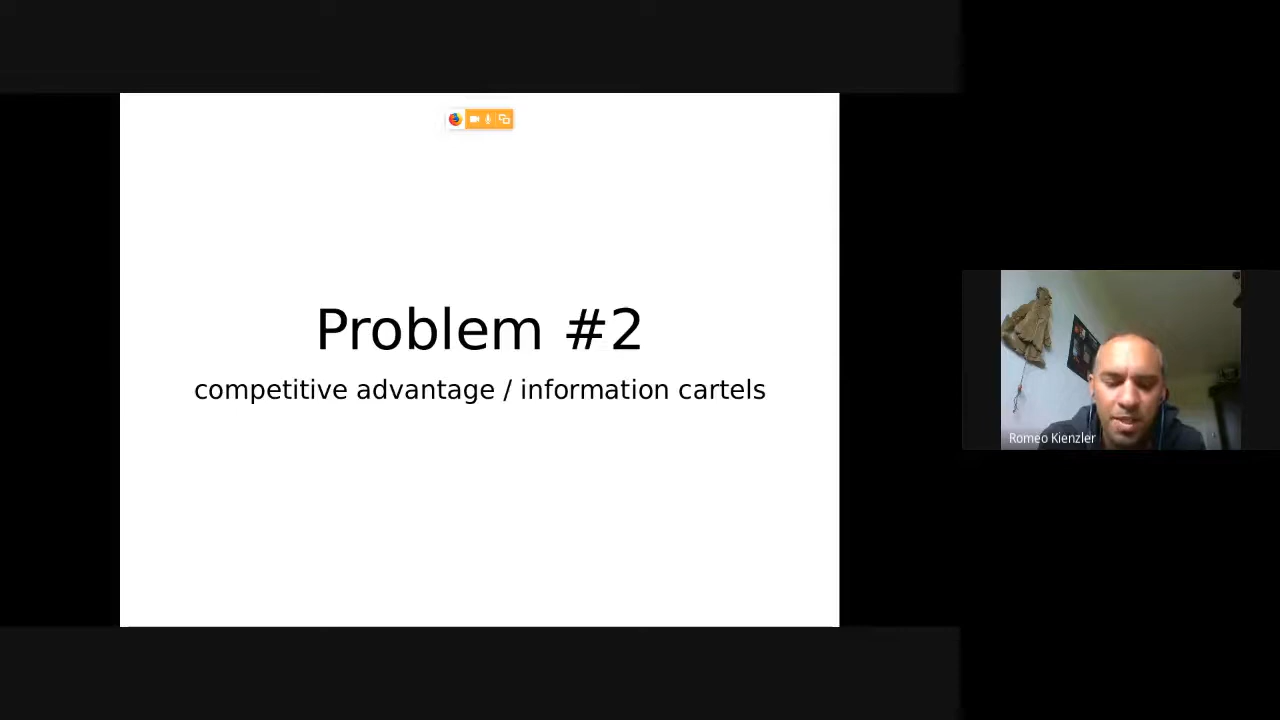 Problem #2
competitive advantage / information cartels
Romeo Kienzler